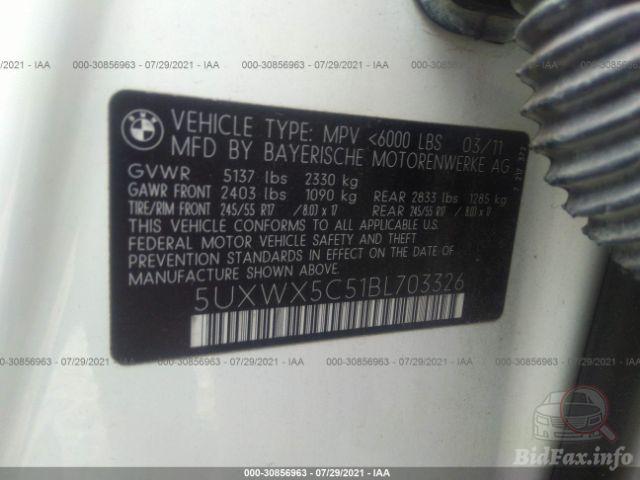 000-30856963 - 07/29/2021 - IAA 000-30856963 - 07/29/2021 - IAA 000-30856963 - 07/29/2021 - IAA
VEHICLE TYPE: MPV <6000 LBS 03/11
MFD BY BAYERISCHE MOTORENWERKE AG
GVWR 5137 lbs 2330 kg
GAWR FRONT 2403 lbs 1090 kg REAR 2833 lbs 1285 kg
TIRE/RIM FRONT 245/55 R17 /8.0J x 17 REAR 245/55 R17 / 8.0J x 17
THIS VEHICLE CONFORMS TO ALL APPLICABLE U.S.
FEDERAL MOTOR VEHICLE SAFETY AND THEFT
PREVENTION STANDARDS IN EFFECT ON THE DATE
OF MANUFACTURE SHOWN ABOVE.
5UXWX5C51BL703326
000-30856963 - 07/29/2021 - IAA 000-30856963 - 07/29/2021 - IAA
BidFax.info
000-30856963 - 07/29/2021 - IAA